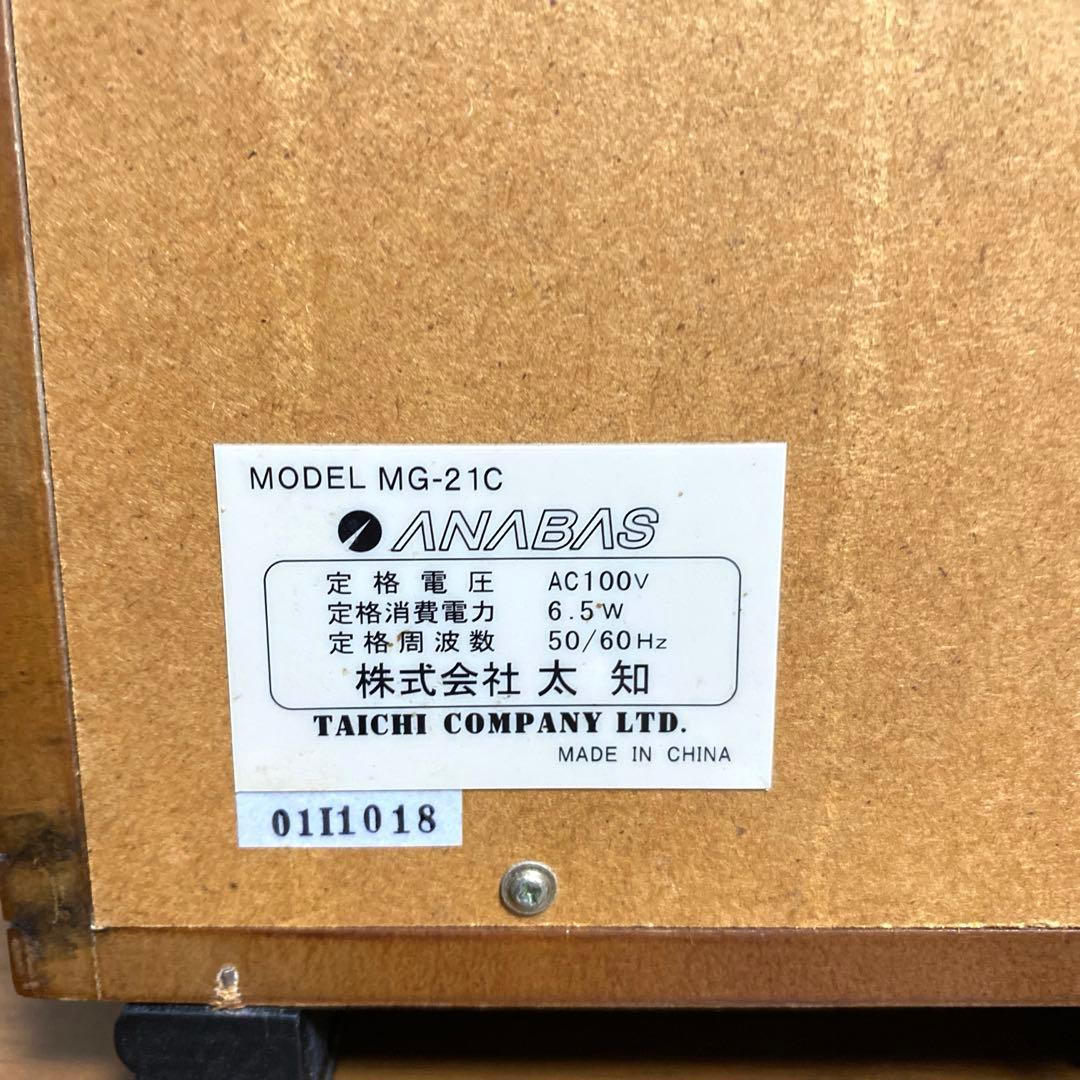 MODEL MG-21C
ANABAS
定格電圧 AC100V
定格消費電力 6.5W
定格周波数 50/60Hz
株式会社 太知
TAICHI COMPANY LTD.
MADE IN CHINA
01I1018